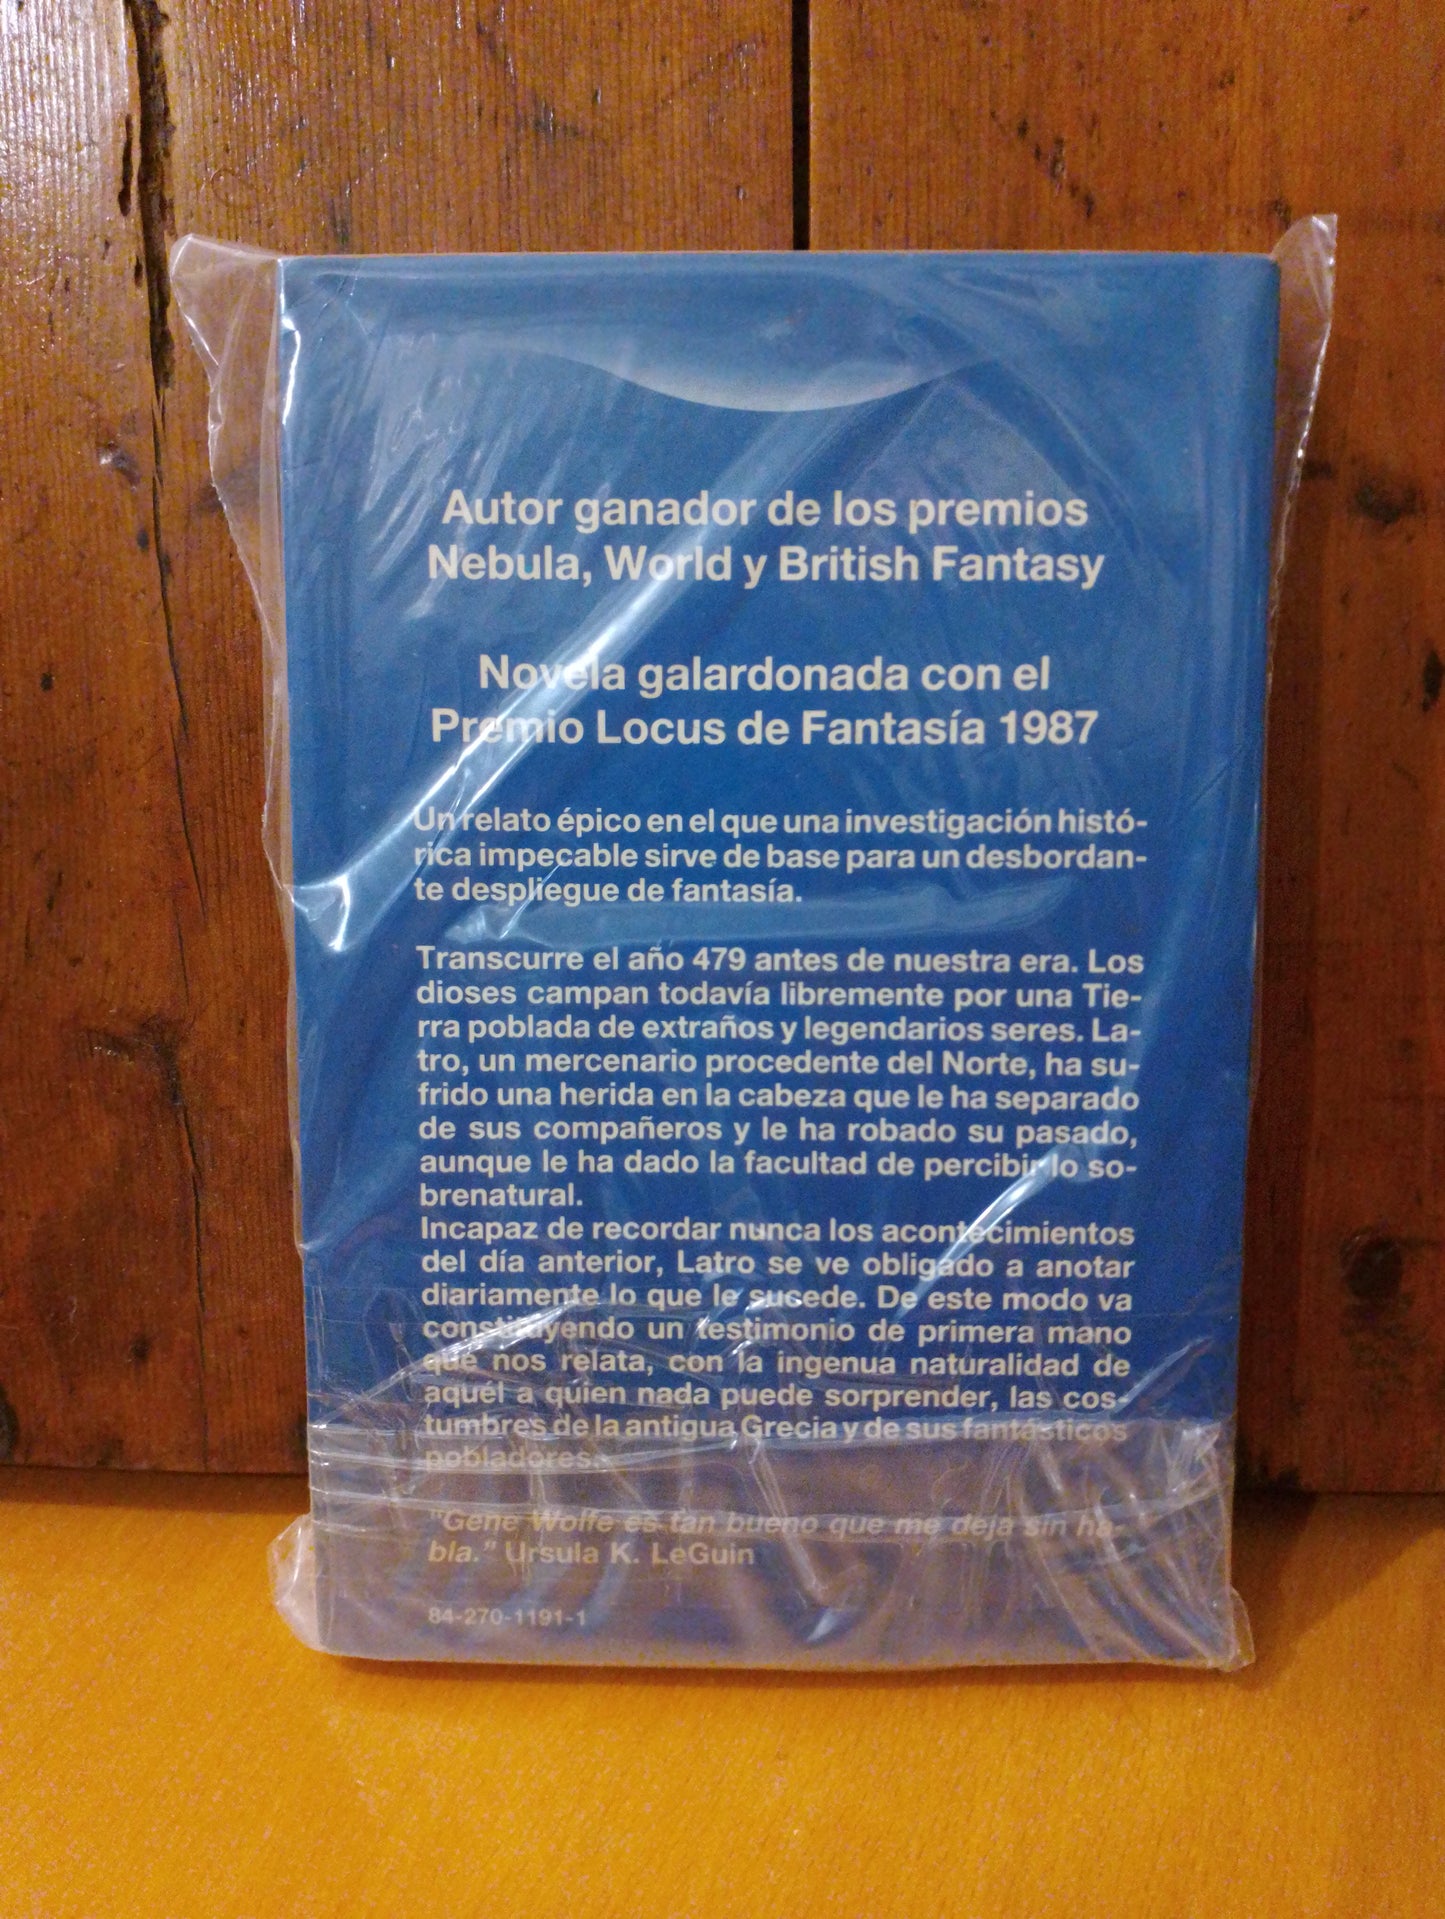 Autor ganador de los premios
Nebula, World y British Fantasy
Novela galardonada con el
Premio Locus de Fantasía 1987
Un relato épico en el que una investigación histó-
rica impecable sirve de base para un desbordan-
te despliegue de fantasía.
Transcurre el año 479 antes de nuestra era. Los
dioses campan todavía libremente por una Tie-
rra poblada de extraños y legendarios seres. La-
tro, un mercenario procedente del Norte, ha su-
frido una herida en la cabeza que le ha separado
de sus compañeros y le ha robado su pasado,
aunque le ha dado la facultad de percibir lo so-
brenatural.
Incapaz de recordar nunca los acontecimientos
del día anterior, Latro se ve obligado a anotar
diariamente lo que le sucede. De este modo va
constituyendo un testimonio de primera mano
que nos relata, con la ingenua naturalidad de
aquél a quien nada puede sorprender, las cos-
tumbres de la antigua Grecia y de sus fantásticos
pobladores.
"Gene Wolfe es tan bueno que me deja sin ha-
bla." Ursula K. LeGuin
84-270-1191-1